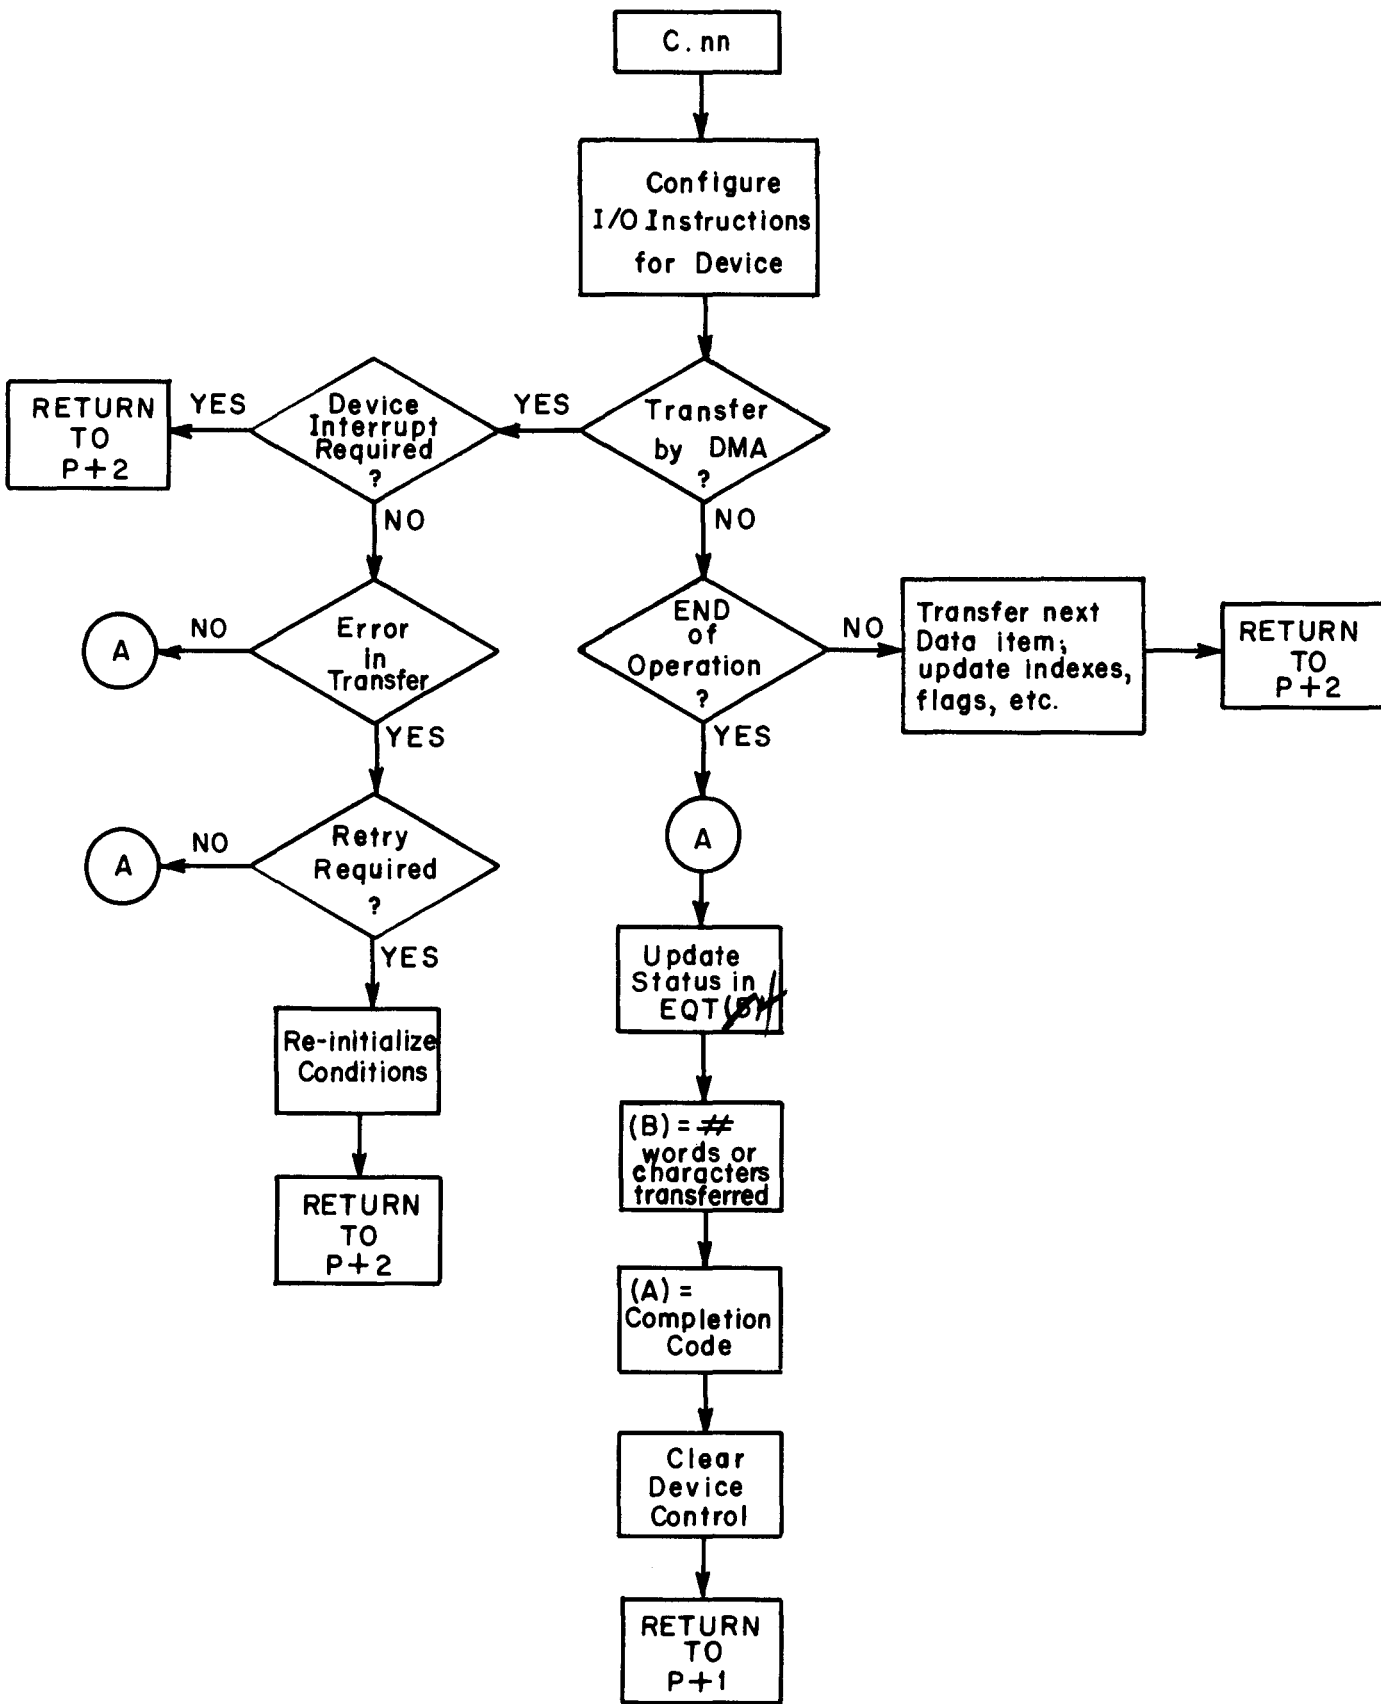 C.nn
Configure
I/O Instructions
for Device
RETURN
TO
P+2
YES
Device
Interrupt
Required
?
YES
Transfer
by DMA
?
NO
NO
A
NO
Error
in
Transfer
YES
END
of
Operation
?
NO
YES
Transfer next
Data item;
update indexes,
flags, etc.
RETURN
TO
P+2
A
NO
Retry
Required
?
YES
A
Update
Status in
EQT
Re-initialize
Conditions
(B) = #
words or
characters
transferred
RETURN
TO
P+2
(A) =
Completion
Code
Clear
Device
Control
RETURN
TO
P+1